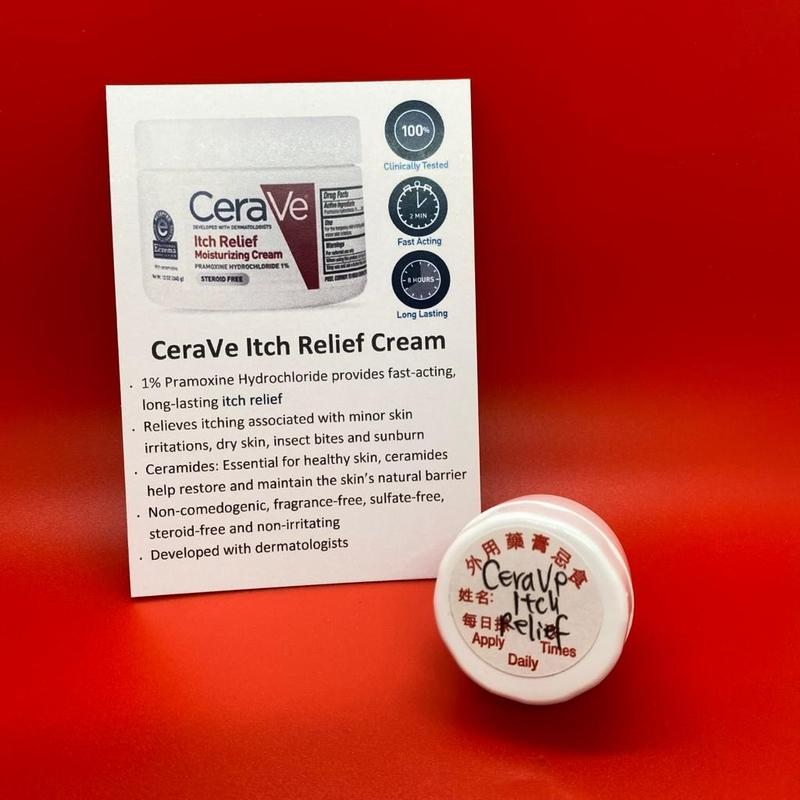 CeraVe
DEVELOPED WITH DERMATOLOGISTS
Itch Relief
Moisturizing Cream
PRAMOXINE HYDROCHLORIDE 1%
STEROID FREE
Eczema
Drug Facts
Warnings
100%
Clinically Tested
2 MIN
Fast Acting
8 HOURS
Long Lasting
CeraVe Itch Relief Cream
· 1% Pramoxine Hydrochloride provides fast-acting,
long-lasting itch relief
· Relieves itching associated with minor skin
irritations, dry skin, insect bites and sunburn
· Ceramides: Essential for healthy skin, ceramides
help restore and maintain the skin's natural barrier
· Non-comedogenic, fragrance-free, sulfate-free,
steroid-free and non-irritating
· Developed with dermatologists
外用藥膏忌食
CeraVe
姓名:
Itch
每日
Relief
Apply Times
Daily